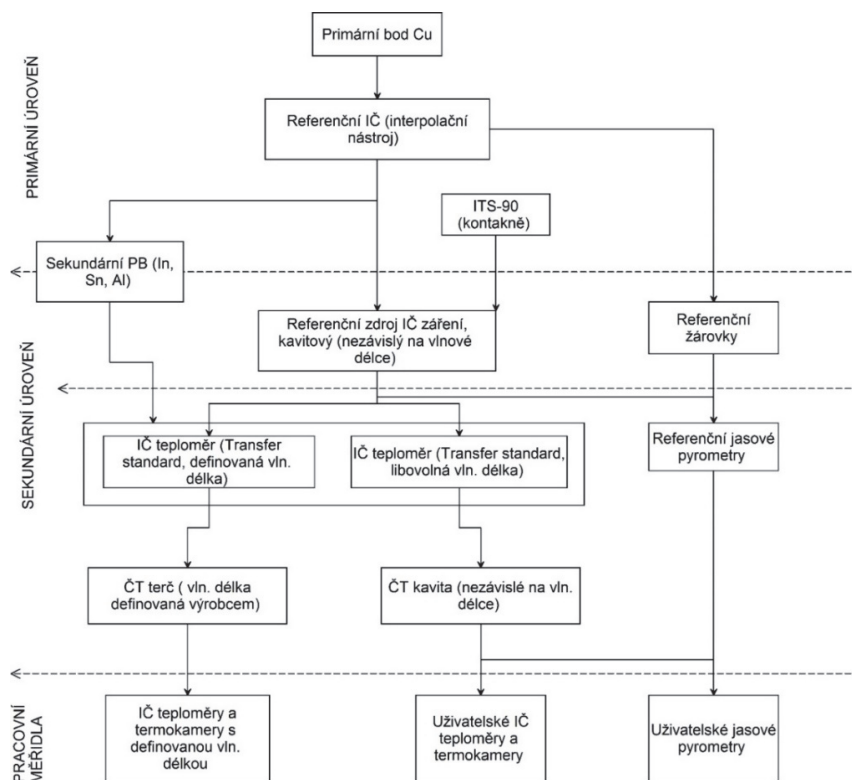 Primární bod Cu
PRIMÁRNÍ ÚROVEŇ
Referenční IČ (interpolační
nástroj)
ITS-90
(kontakně)
Sekundární PB (In,
Sn, Al)
Referenční zdroj IČ záření,
kavitový (nezávislý na vlnové
délce)
Referenční
žárovky
SEKUNDÁRNÍ ÚROVEŇ
IČ teploměr (Transfer
standard, definovaná vln.
délka)
IČ teploměr (Transfer standard,
libovolná vln. délka)
Referenční jasové
pyrometry
ČT terč ( vln. délka
definovaná výrobcem)
ČT kavita (nezávislé na vln.
délce)
PRACOVNÍ
MĚŘIDLA
IČ teploměry a
termokamery s
definovanou vln.
délkou
Uživatelské IČ
teploměry a
termokamery
Uživatelské jasové
pyrometry